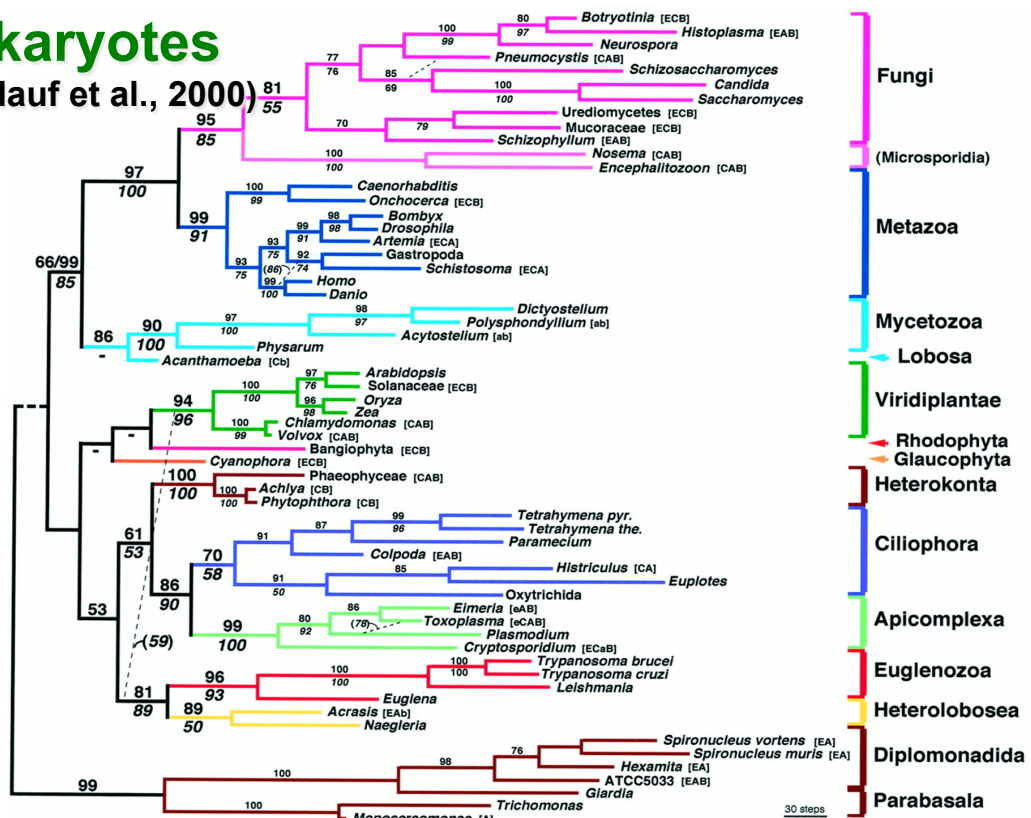 karyotes
lauf et al., 2000)
Botryotinia [ECB]
80
97
Histoplasma [EAB]
100
99
Neurospora
Pneumocystis [CAB]
77
76
85
69
Schizosaccharomyces
Candida
100
100
Saccharomyces
81
55
Urediomycetes [ECB]
79
Mucoraceae [ECB]
70
Schizophyllum [EAB]
Fungi
95
85
Nosema [CAB]
100
100
Encephalitozoon [CAB]
(Microsporidia)
97
100
Caenorhabditis
100
99
Onchocerca [ECB]
99
91
Bombyx
98
98
Drosophila
99
91
Artemia [ECA]
93
75
Gastropoda
92
74
Schistosoma [ECA]
93
75
(86)
Homo
99
100
Danio
Metazoa
66/99
85
Dictyostelium
98
97
Polysphondyllium [ab]
97
100
Acytostelium [ab]
90
100
Physarum
86
-
Acanthamoeba [Cb]
Mycetozoa
Lobosa
Arabidopsis
97
76
Solanaceae [ECB]
100
100
Oryza
96
98
Zea
94
96
Chlamydomonas [CAB]
100
99
Volvox [CAB]
Viridiplantae
-
Bangiophyta [ECB]
Rhodophyta
-
Cyanophora [ECB]
Glaucophyta
100
100
Phaeophyceae [CAB]
Achlya [CB]
100
100
Phytophthora [CB]
Heterokonta
61
53
Tetrahymena pyr.
99
96
Tetrahymena the.
87
Paramecium
91
Colpoda [EAB]
70
58
Histriculus [CA]
85
Euplotes
91
50
Oxytrichida
Ciliophora
86
90
53
Eimeria [eAB]
86
Toxoplasma [eCAB]
80
92
(78)
Plasmodium
99
100
Cryptosporidium [ECaB]
Apicomplexa
(59)
Trypanosoma brucei
100
100
Trypanosoma cruzi
100
100
Leishmania
96
93
Euglena
Euglenozoa
81
89
Acrasis [EAb]
89
50
Naegleria
Heterolobosea
Spironucleus vortens [EA]
76
Spironucleus muris [EA]
98
Hexamita [EA]
100
ATCC5033 [EAB]
Giardia
Diplomonadida
99
Trichomonas
100
Parabasala
30 steps